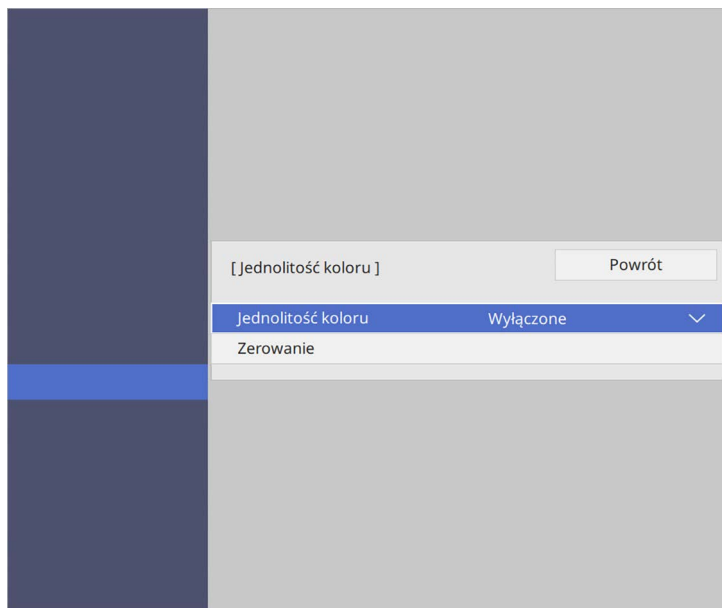 [ Jednolitość koloru ]
Powrót
Jednolitość koloru Wyłączone
Zerowanie